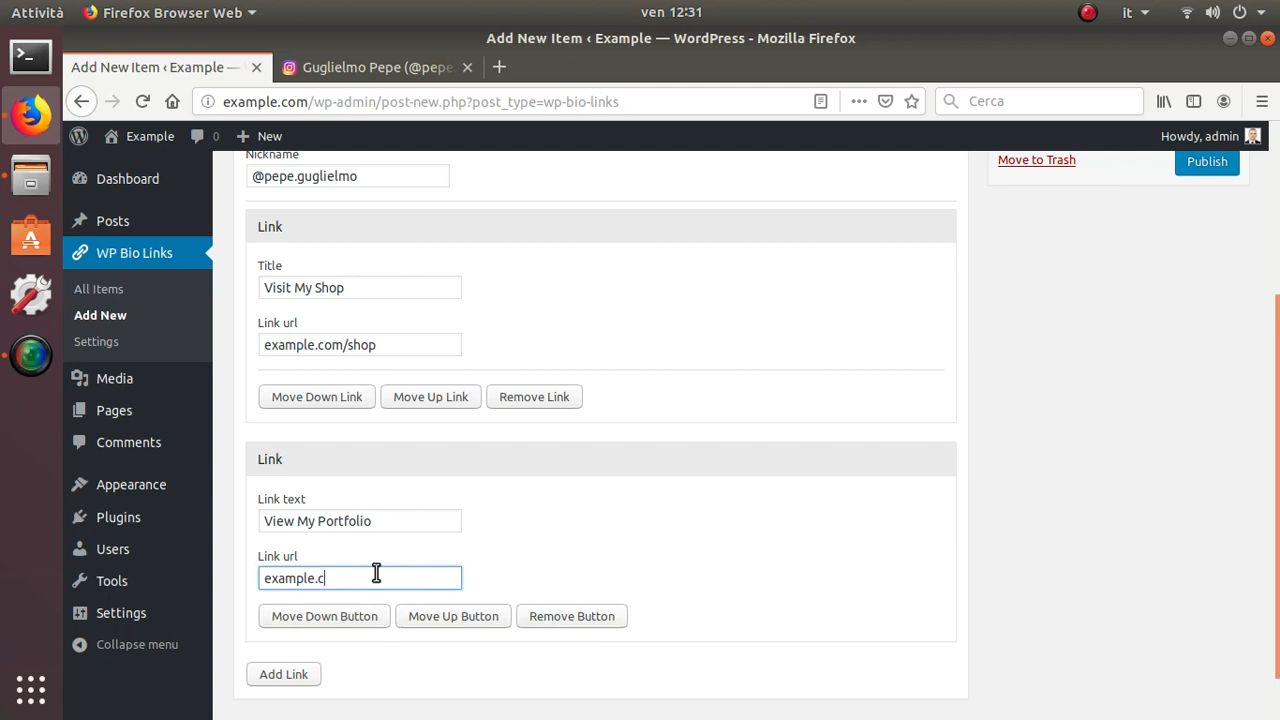 Attività
Firefox Browser Web
ven 12:31
it
Add New Item ‹ Example — WordPress - Mozilla Firefox
Add New Item ‹ Example —
Guglielmo Pepe (@pepe.
example.com/wp-admin/post-new.php?post_type=wp-bio-links
Cerca
Example
0
New
Howdy, admin
Dashboard
Posts
WP Bio Links
All Items
Add New
Settings
Media
Pages
Comments
Appearance
Plugins
Users
Tools
Settings
Collapse menu
Nickname
@pepe.guglielmo
Link
Title
Visit My Shop
Link url
example.com/shop
Move Down Link
Move Up Link
Remove Link
Link
Link text
View My Portfolio
Link url
example.c
Move Down Button
Move Up Button
Remove Button
Add Link
Move to Trash
Publish